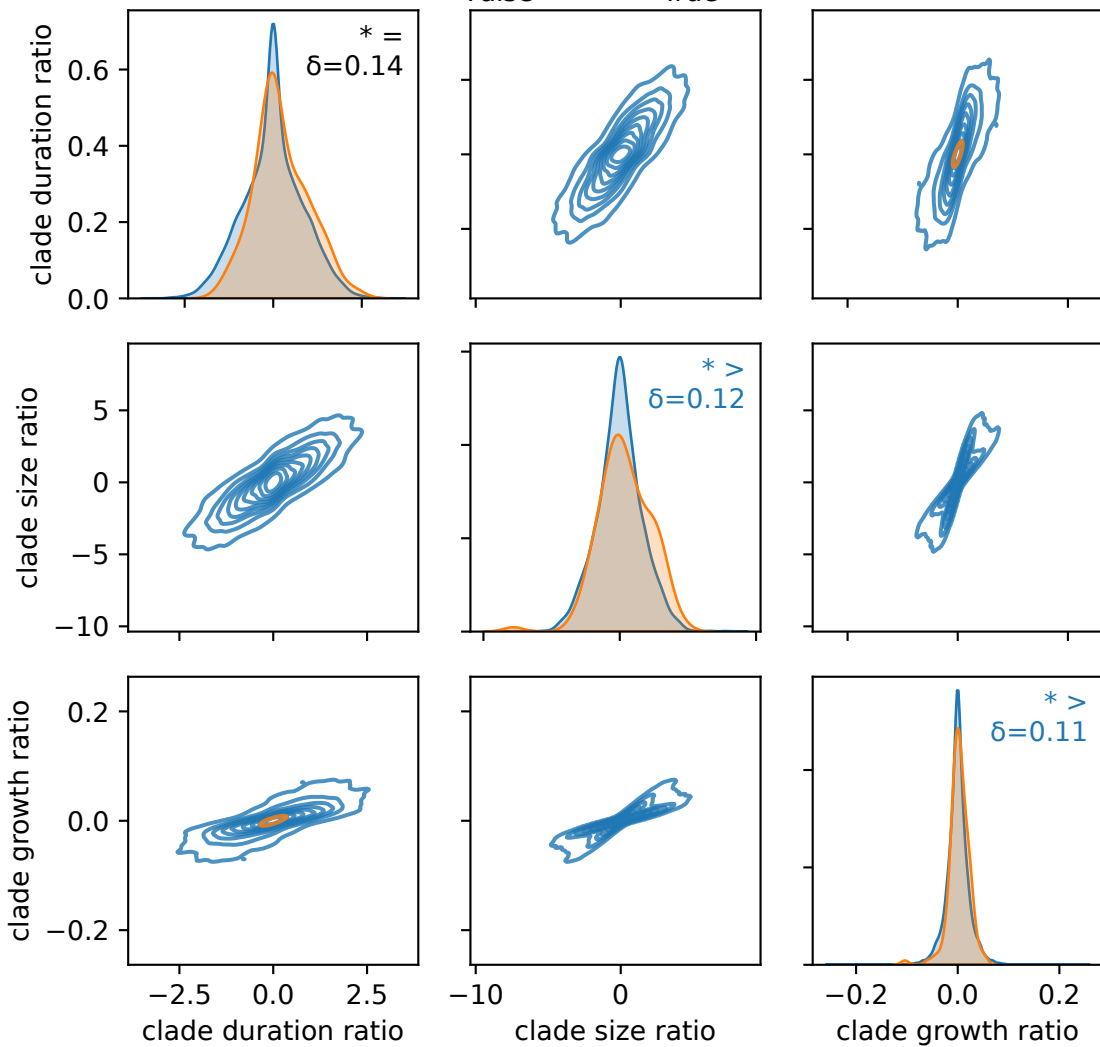 clade duration ratio
0.6
0.4
0.2
0.0
* =
δ=0.14
clade size ratio
5
0
−5
−10
* >
δ=0.12
clade growth ratio
0.2
0.0
−0.2
* >
δ=0.11
−2.5 0.0 2.5
−10 0
−0.2 0.0 0.2
clade duration ratio
clade size ratio
clade growth ratio